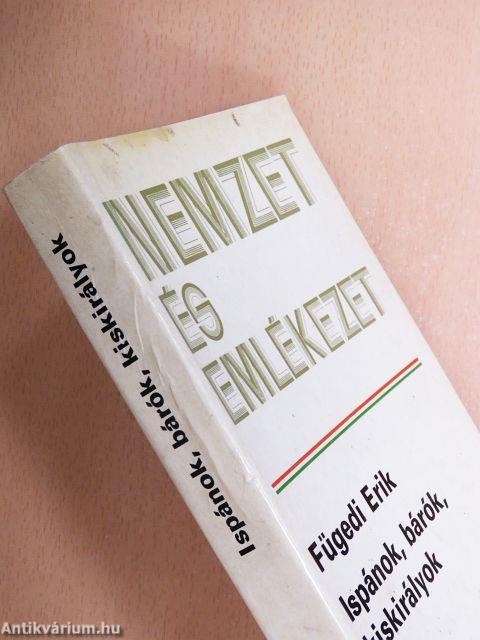 Ispánok, bárók, kiskirályok
NEMZET
ÉS
EMLÉKEZET
Fügedi Erik
Ispánok, bárók,
kiskirályok
Antikvárium.hu